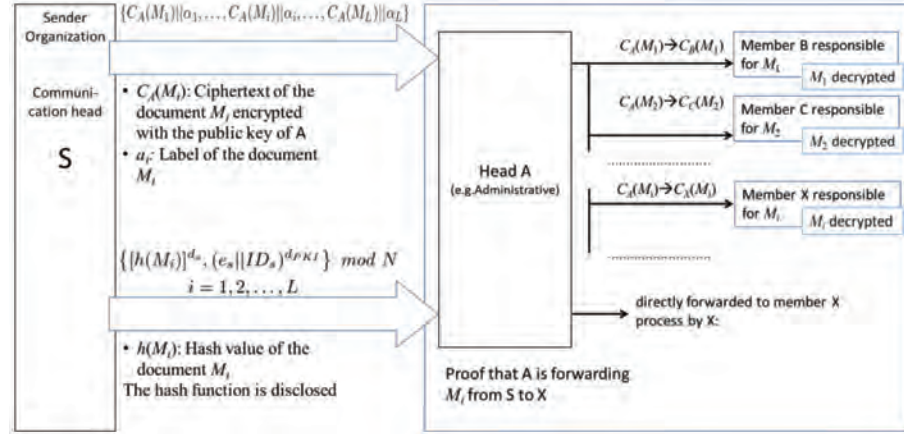 Sender
Organization
Communi-
cation head
S
{C_A(M_1)||α_1, . . . , C_A(M_i)||α_i, . . . , C_A(M_L)||α_L}
• C_A(M_i): Ciphertext of the
document M_i encrypted
with the public key of A
• a_i: Label of the document
M_i
{[h(M_i)]^{d_s}, (e_s||ID_s)^{d_{PKI}}} mod N
i = 1, 2, . . . , L
• h(M_i): Hash value of the
document M_i
The hash function is disclosed
Head A
(e.g.Administrative)
C_A(M_1)→C_B(M_1)
Member B responsible
for M_1
M_1 decrypted
C_A(M_2)→C_C(M_2)
Member C responsible
for M_2
M_2 decrypted
C_A(M_i)→C_X(M_i)
Member X responsible
for M_i
M_i decrypted
directly forwarded to member X
process by X:
Proof that A is forwarding
M_i from S to X